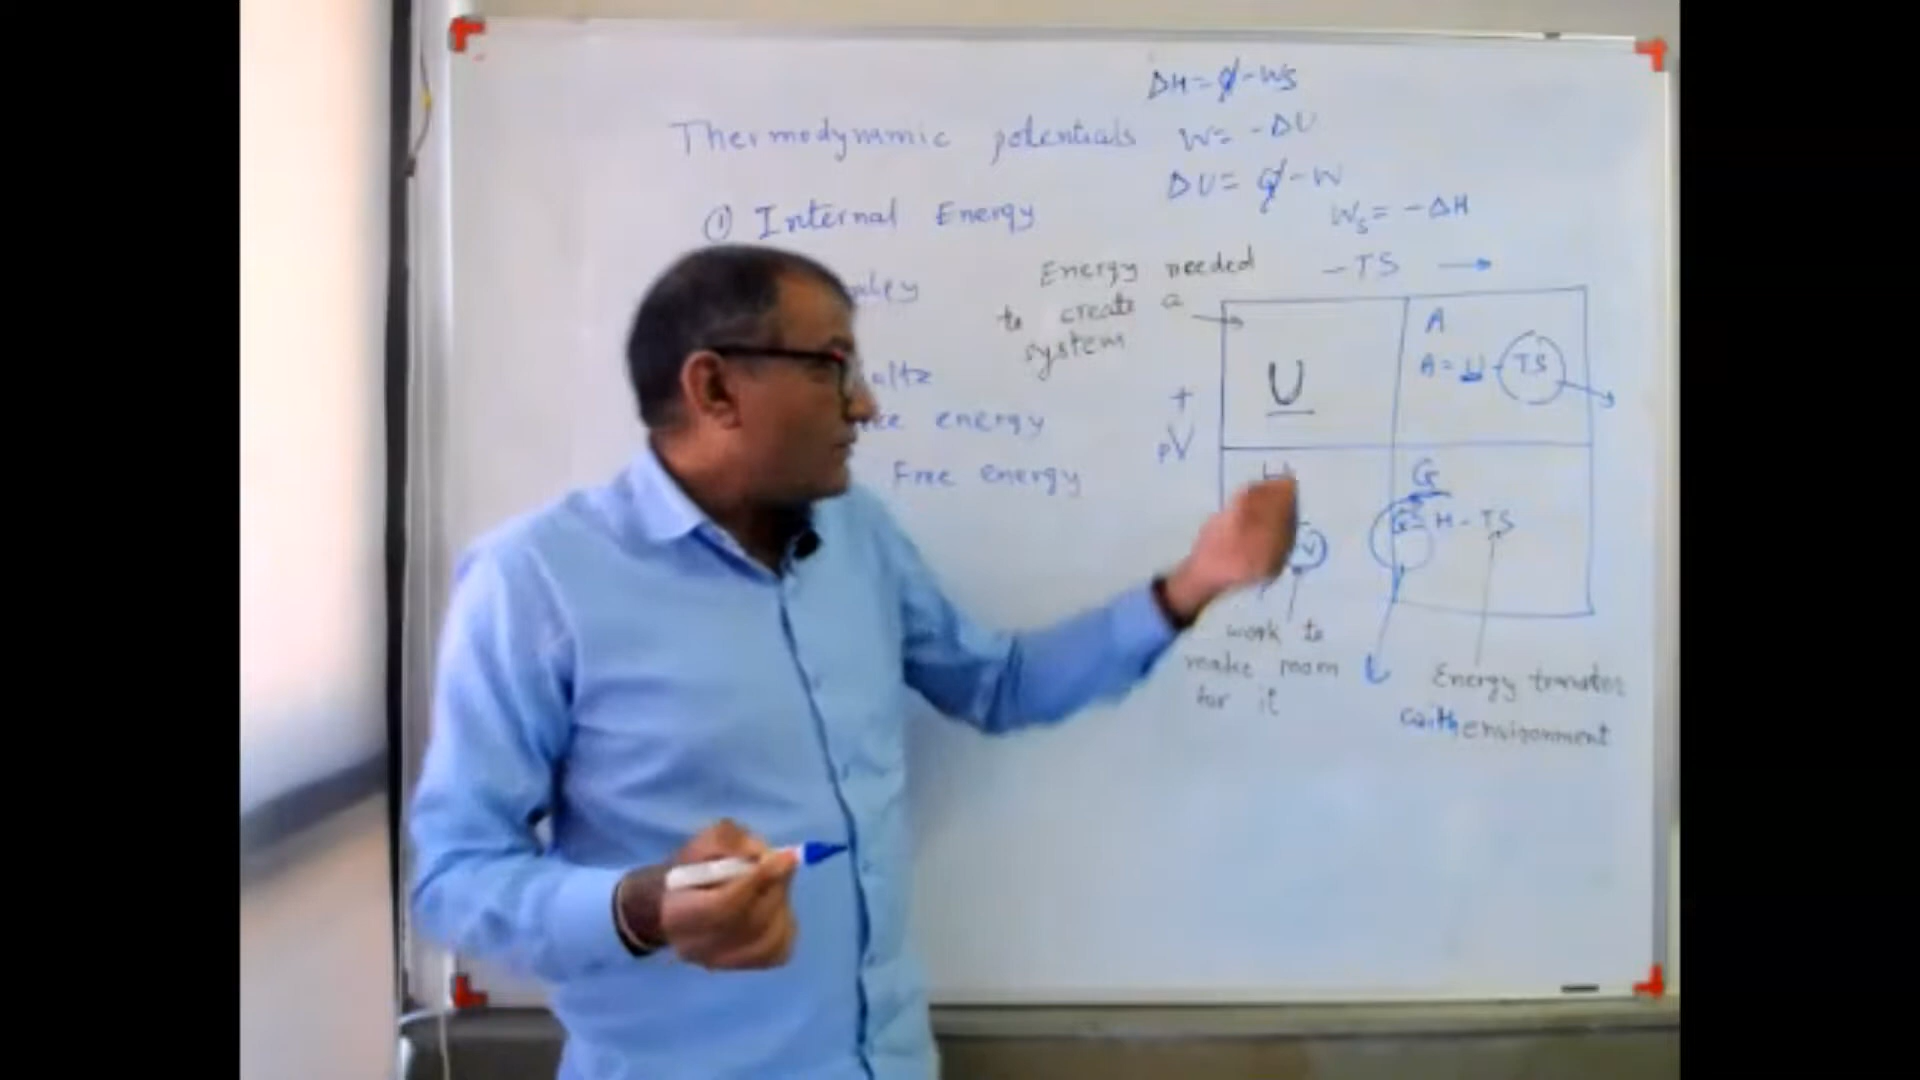 ΔH = Q - Ws
Thermodynamic potentials
W = -ΔU
ΔU = Q - W
① Internal Energy
Ws = -ΔH
Energy needed
to create a
system
- TS →
A
A = U - TS
U
+
PV
energy
Free energy
H
G
G = H - TS
work to
make room
for it
U
Energy transfer
with environment